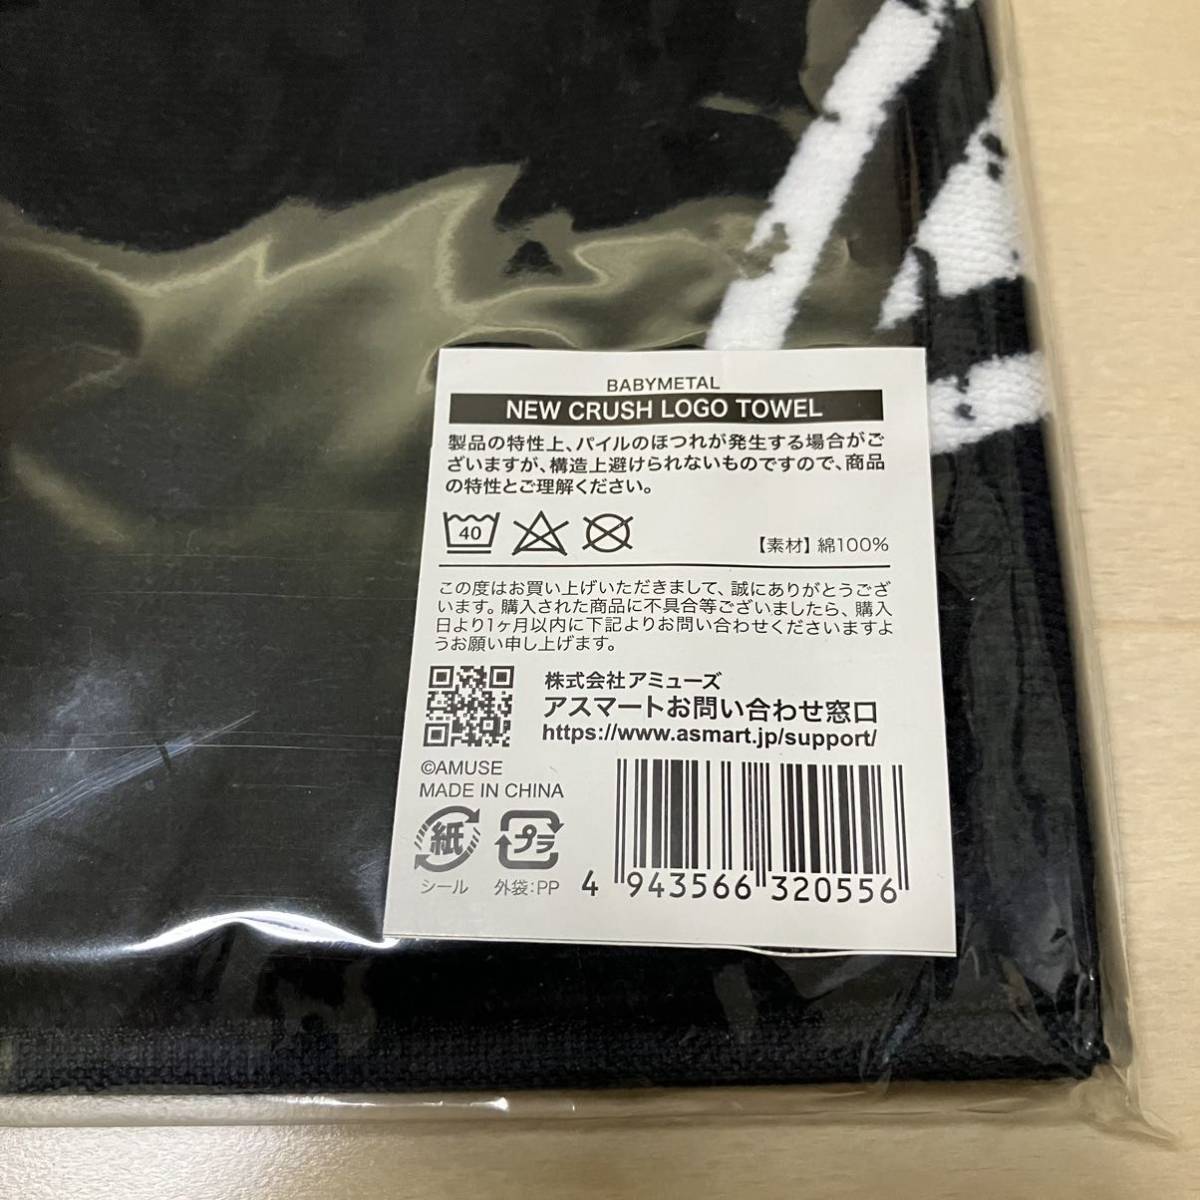 BABYMETAL
NEW CRUSH LOGO TOWEL
製品の特性上、パイルのほつれが発生する場合がご
ざいますが、構造上避けられないものですので、商品
の特性とご理解ください。
40
【素材】綿100%
この度はお買い上げいただきまして、誠にありがとうござ
います。購入された商品に不具合等ございましたら、購入
日より1ヶ月以内に下記よりお問い合わせくださいますよ
うお願い申し上げます。
株式会社アミューズ
アスマートお問い合わせ窓口
https://www.asmart.jp/support/
©AMUSE
MADE IN CHINA
紙
プラ
シール
外袋:PP
4 943566 320556